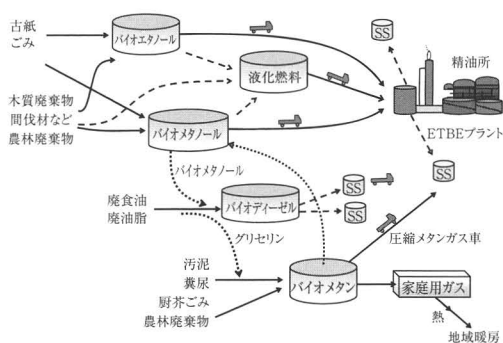 古紙
ごみ
バイオエタノール
SS
精油所
液化燃料
木質廃棄物
間伐材など
農林廃棄物
バイオメタノール
ETBEプラント
バイオメタノール
SS
SS
廃食油
廃油脂
バイオディーゼル
SS
グリセリン
圧縮メタンガス車
汚泥
糞尿
厨芥ごみ
農林廃棄物
バイオメタン
家庭用ガス
熱
地域暖房